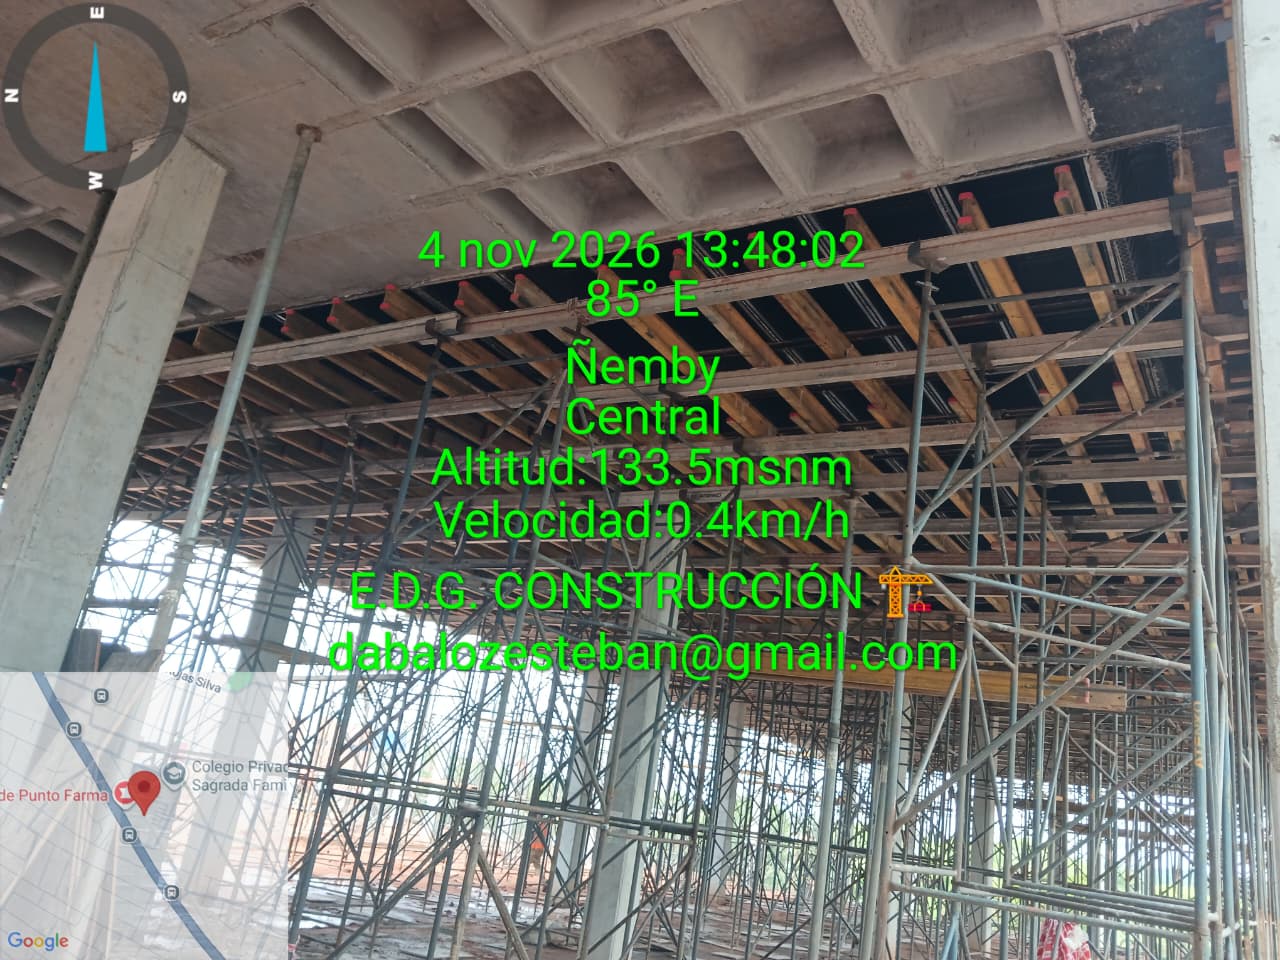 E
N
S
W
4 nov 2026 13:48:02
85° E
Ñemby
Central
Altitud:133.5msnm
Velocidad:0.4km/h
E.D.G. CONSTRUCCIÓN 🏗
dabalozesteban@gmail.com
Silva
Colegio Privad
Sagrada Fami
de Punto Farma
Google